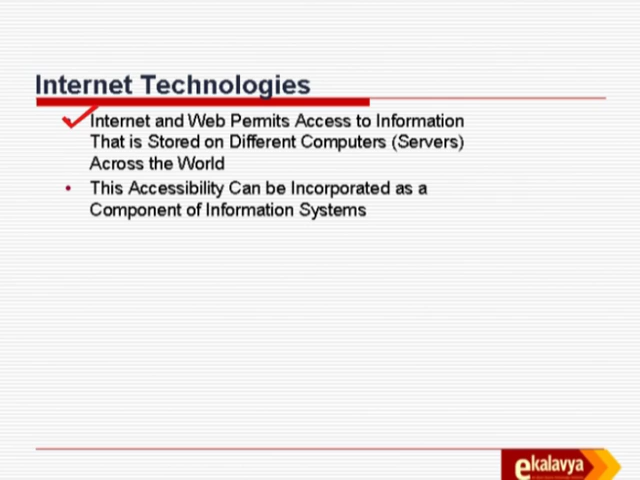 Internet Technologies
Internet and Web Permits Access to Information
That is Stored on Different Computers (Servers)
Across the World
• This Accessibility Can be Incorporated as a
Component of Information Systems
ekalavya